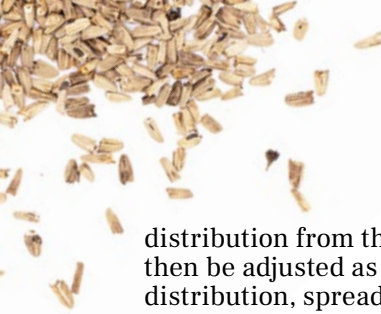 distribution from th
then be adjusted as
distribution, spread